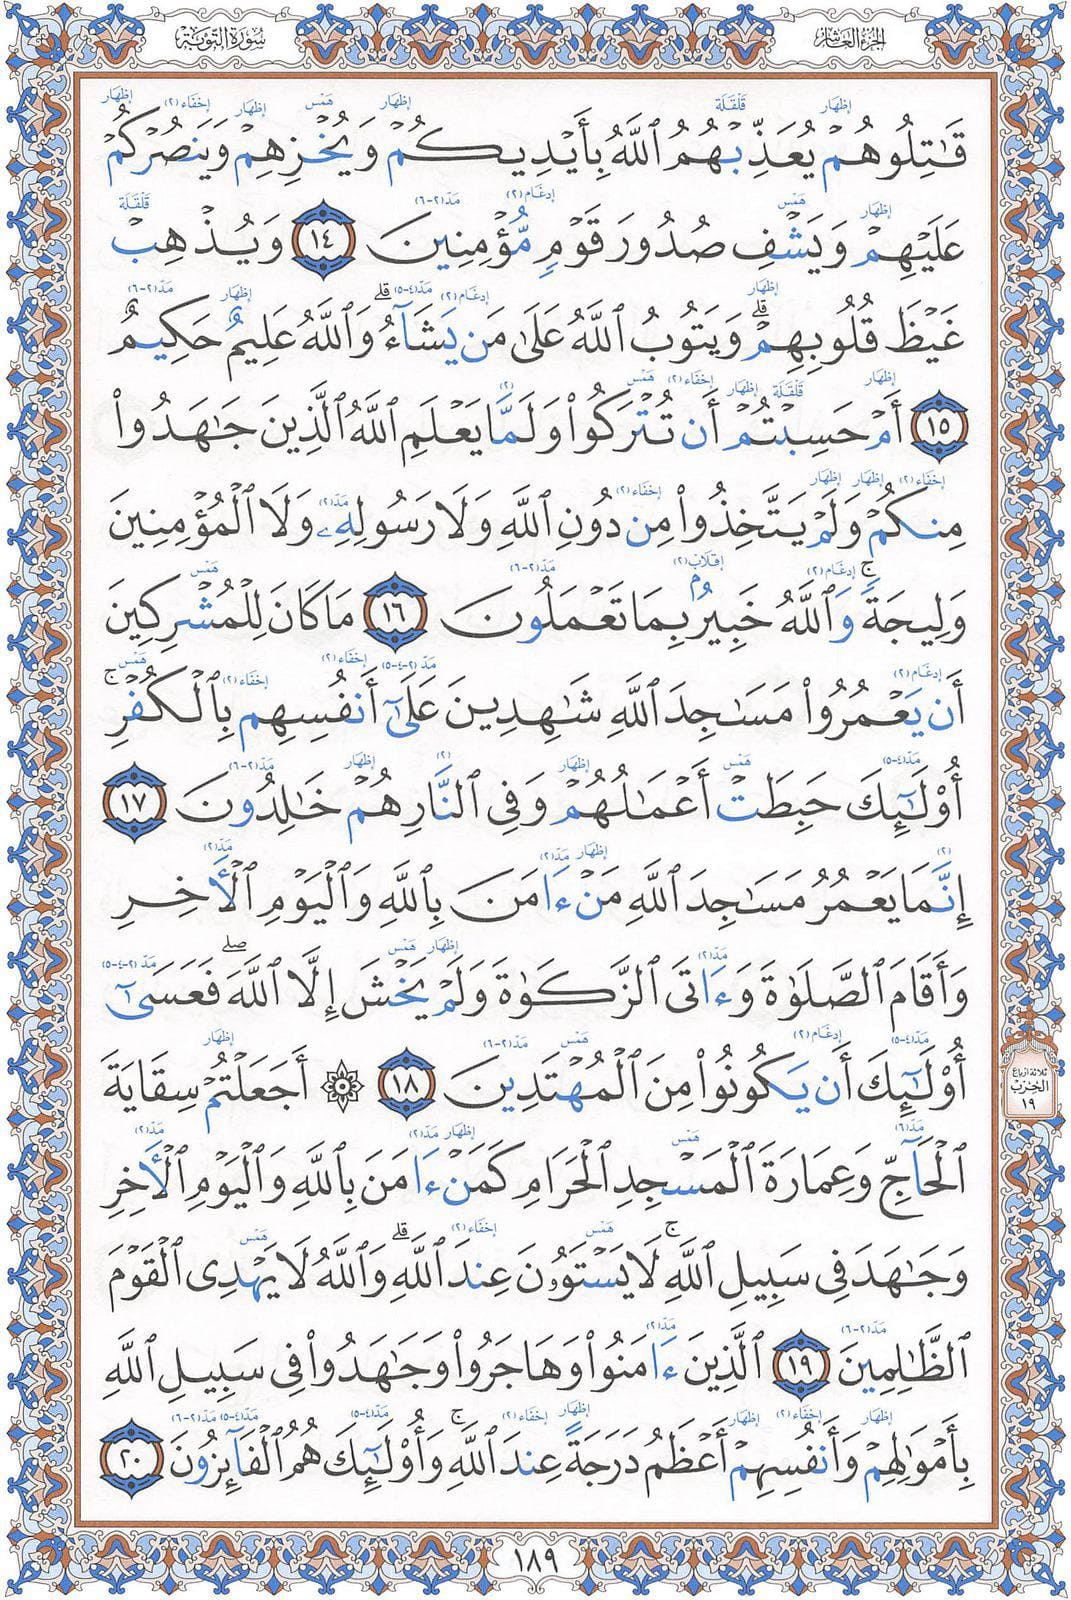 الجزء العاشر
سورة التوبة
قَٰتِلُوهُمْ يُعَذِّبْهُمُ ٱللَّهُ بِأَيْدِيكُمْ وَيُخْزِهِمْ وَيَنصُرْكُمْ
عَلَيْهِمْ وَيَشْفِ صُدُورَ قَوْمٍ مُّؤْمِنِينَ ١٤ وَيُذْهِبْ
غَيْظَ قُلُوبِهِمْ ۗ وَيَتُوبُ ٱللَّهُ عَلَىٰ مَن يَشَآءُ ۗ وَٱللَّهُ عَلِيمٌ حَكِيمٌ
١٥ أَمْ حَسِبْتُمْ أَن تُتْرَكُوا۟ وَلَمَّا يَعْلَمِ ٱللَّهُ ٱلَّذِينَ جَٰهَدُوا۟
مِنكُمْ وَلَمْ يَتَّخِذُوا۟ مِن دُونِ ٱللَّهِ وَلَا رَسُولِهِۦ وَلَا ٱلْمُؤْمِنِينَ
وَلِيجَةً ۚ وَٱللَّهُ خَبِيرٌۢ بِمَا تَعْمَلُونَ ١٦ مَا كَانَ لِلْمُشْرِكِينَ
أَن يَعْمُرُوا۟ مَسَٰجِدَ ٱللَّهِ شَٰهِدِينَ عَلَىٰٓ أَنفُسِهِم بِٱلْكُفْرِ ۚ
أُو۟لَٰٓئِكَ حَبِطَتْ أَعْمَٰلُهُمْ وَفِى ٱلنَّارِ هُمْ خَٰلِدُونَ ١٧
إِنَّمَا يَعْمُرُ مَسَٰجِدَ ٱللَّهِ مَنْ ءَامَنَ بِٱللَّهِ وَٱلْيَوْمِ ٱلْءَاخِرِ
وَأَقَامَ ٱلصَّلَوٰةَ وَءَاتَى ٱلزَّكَوٰةَ وَلَمْ يَخْشَ إِلَّا ٱللَّهَ ۖ فَعَسَىٰٓ
أُو۟لَٰٓئِكَ أَن يَكُونُوا۟ مِنَ ٱلْمُهْتَدِينَ ١٨ ۞ أَجَعَلْتُمْ سِقَايَةَ
ثلاثة أرباع
الحزب
١٩
ٱلْحَآجِّ وَعِمَارَةَ ٱلْمَسْجِدِ ٱلْحَرَامِ كَمَنْ ءَامَنَ بِٱللَّهِ وَٱلْيَوْمِ ٱلْءَاخِرِ
وَجَٰهَدَ فِى سَبِيلِ ٱللَّهِ ۚ لَا يَسْتَوُۥنَ عِندَ ٱللَّهِ ۗ وَٱللَّهُ لَا يَهْدِى ٱلْقَوْمَ
ٱلظَّٰلِمِينَ ١٩ ٱلَّذِينَ ءَامَنُوا۟ وَهَاجَرُوا۟ وَجَٰهَدُوا۟ فِى سَبِيلِ ٱللَّهِ
بِأَمْوَٰلِهِمْ وَأَنفُسِهِمْ أَعْظَمُ دَرَجَةً عِندَ ٱللَّهِ ۚ وَأُو۟لَٰٓئِكَ هُمُ ٱلْفَآئِزُونَ ٢٠
١٨٩